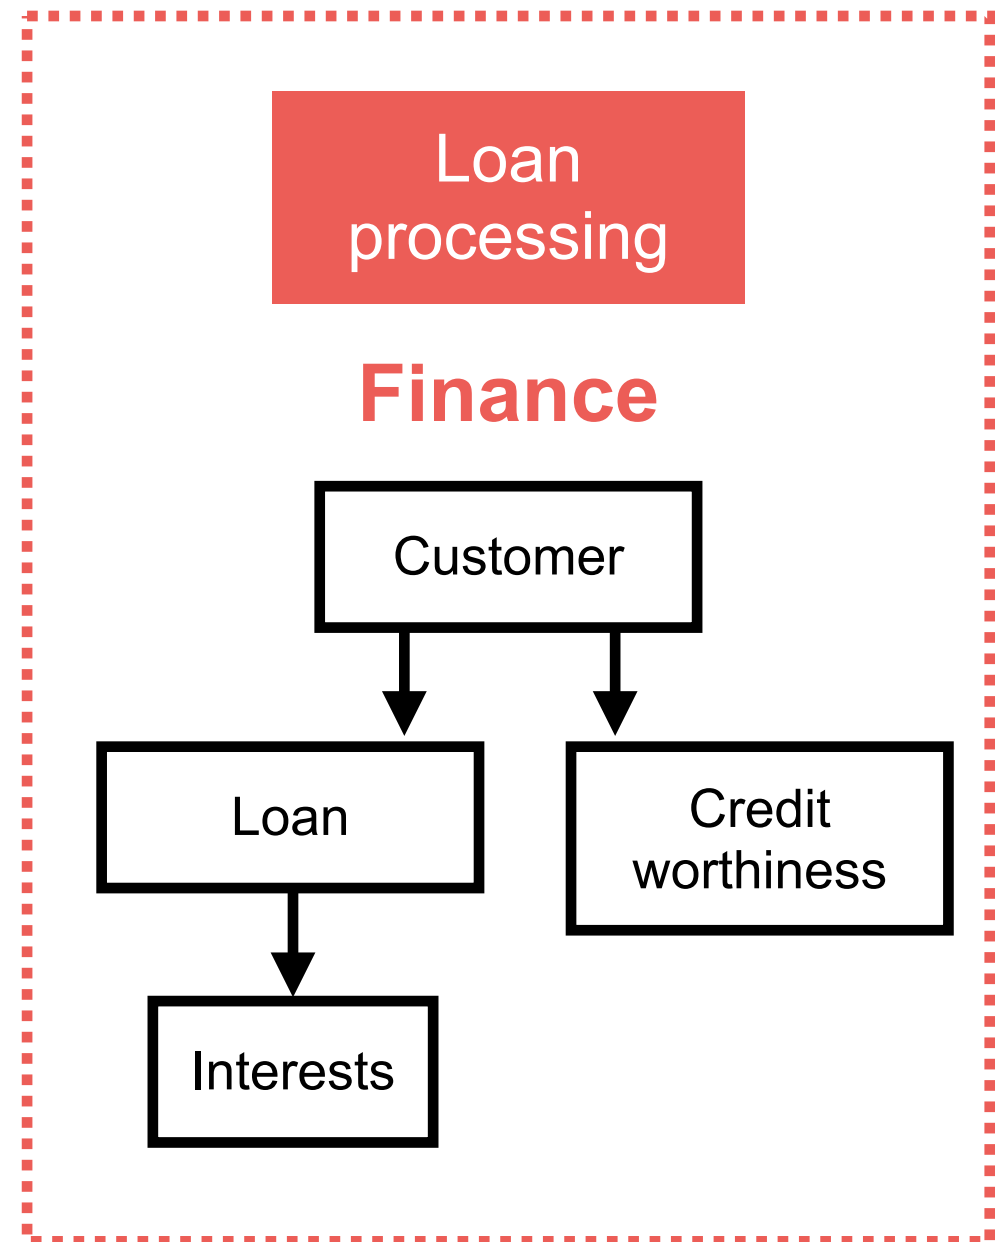 Loan
processing
Finance
Customer
Loan
Credit
worthiness
Interests